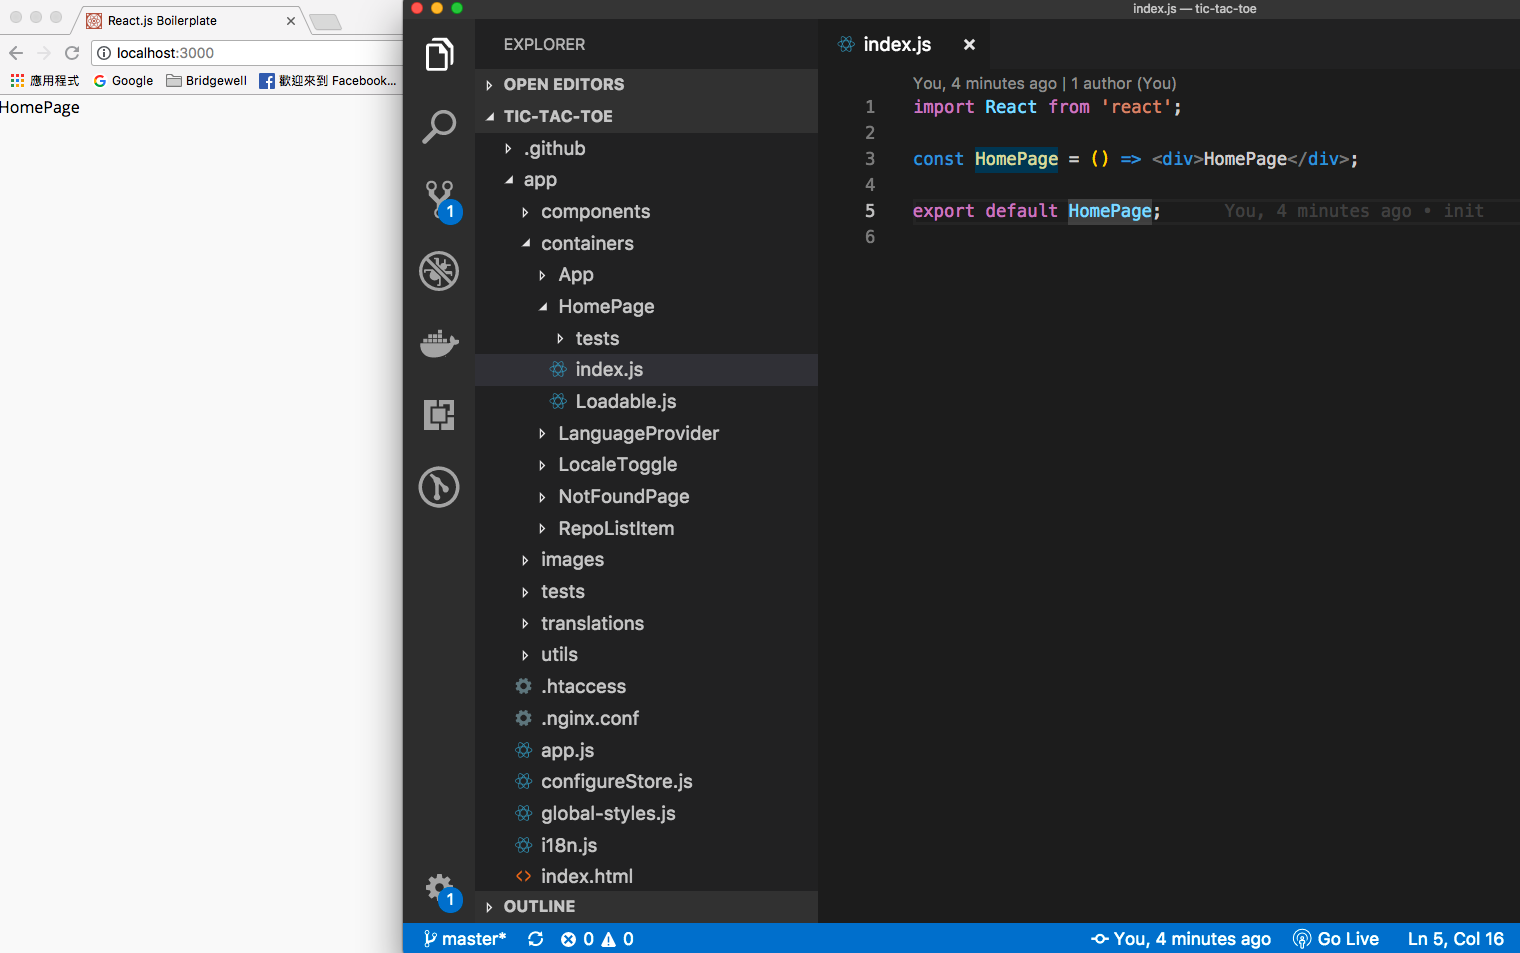 React.js Boilerplate
localhost:3000
應用程式 Google Bridgewell 歡迎來到 Facebook...
HomePage
index.js — tic-tac-toe
EXPLORER
OPEN EDITORS
TIC-TAC-TOE
.github
app
components
containers
App
HomePage
tests
index.js
Loadable.js
LanguageProvider
LocaleToggle
NotFoundPage
RepoListItem
images
tests
translations
utils
.htaccess
.nginx.conf
app.js
configureStore.js
global-styles.js
i18n.js
index.html
OUTLINE
1
1
index.js
You, 4 minutes ago | 1 author (You)
1 import React from 'react';
2
3 const HomePage = () => <div>HomePage</div>;
4
5 export default HomePage; You, 4 minutes ago • init
6
master* 0 0 You, 4 minutes ago Go Live Ln 5, Col 16